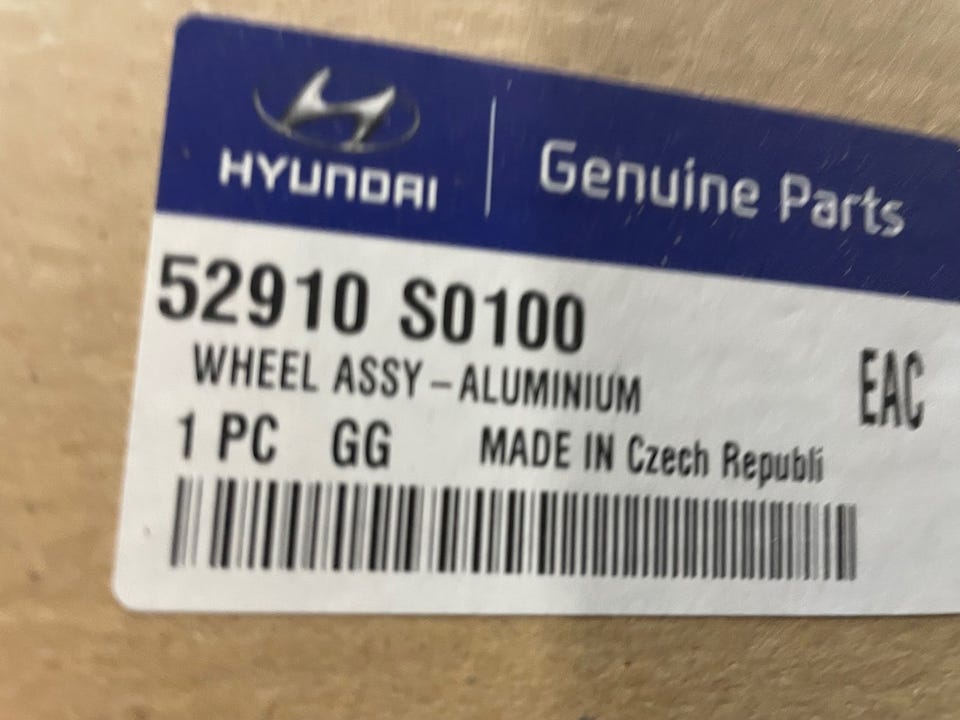 HYUNDAI
Genuine Parts
52910 S0100
WHEEL ASSY-ALUMINIUM
EAC
1 PC GG MADE IN Czech Republi